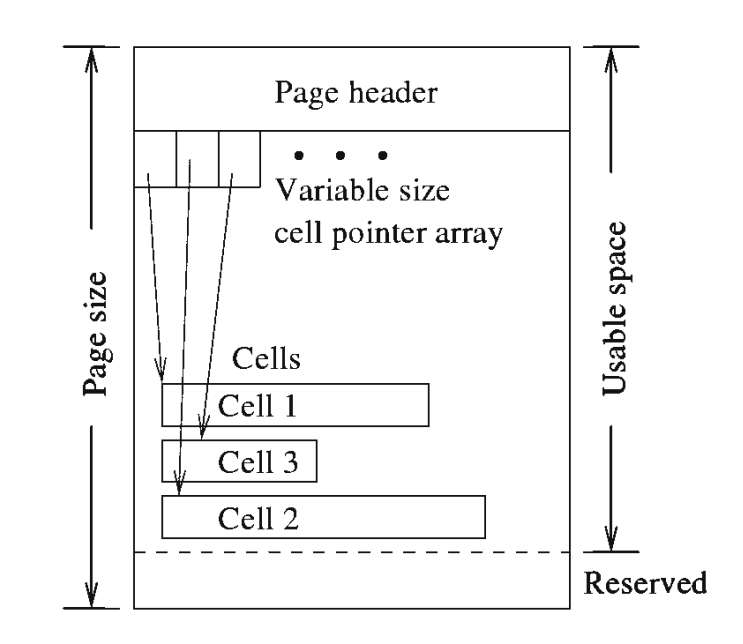 Page header
Variable size
cell pointer array
Page size
Usable space
Cells
Cell 1
Cell 3
Cell 2
Reserved